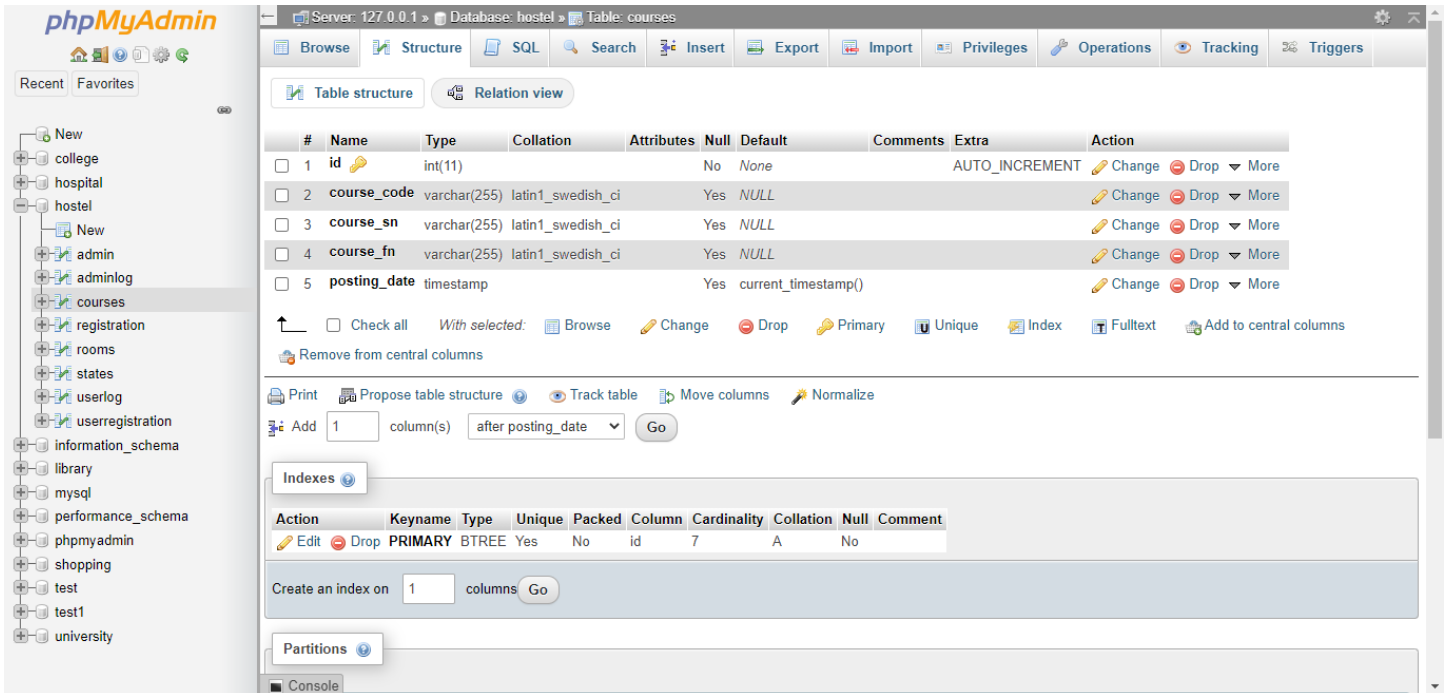 phpMyAdmin
Recent Favorites
New
college
hospital
hostel
New
admin
adminlog
courses
registration
rooms
states
userlog
userregistration
information_schema
library
mysql
performance_schema
phpmyadmin
shopping
test
test1
university
Server: 127.0.0.1 » Database: hostel » Table: courses
Browse Structure SQL Search Insert Export Import Privileges Operations Tracking Triggers
Table structure Relation view
# Name Type Collation Attributes Null Default Comments Extra Action
1 id int(11) No None AUTO_INCREMENT Change Drop More
2 course_code varchar(255) latin1_swedish_ci Yes NULL Change Drop More
3 course_sn varchar(255) latin1_swedish_ci Yes NULL Change Drop More
4 course_fn varchar(255) latin1_swedish_ci Yes NULL Change Drop More
5 posting_date timestamp Yes current_timestamp() Change Drop More
Check all With selected: Browse Change Drop Primary Unique Index Fulltext Add to central columns
Remove from central columns
Print Propose table structure Track table Move columns Normalize
Add 1 column(s) after posting_date Go
Indexes
Action Keyname Type Unique Packed Column Cardinality Collation Null Comment
Edit Drop PRIMARY BTREE Yes No id 7 A No
Create an index on 1 columns Go
Partitions
Console